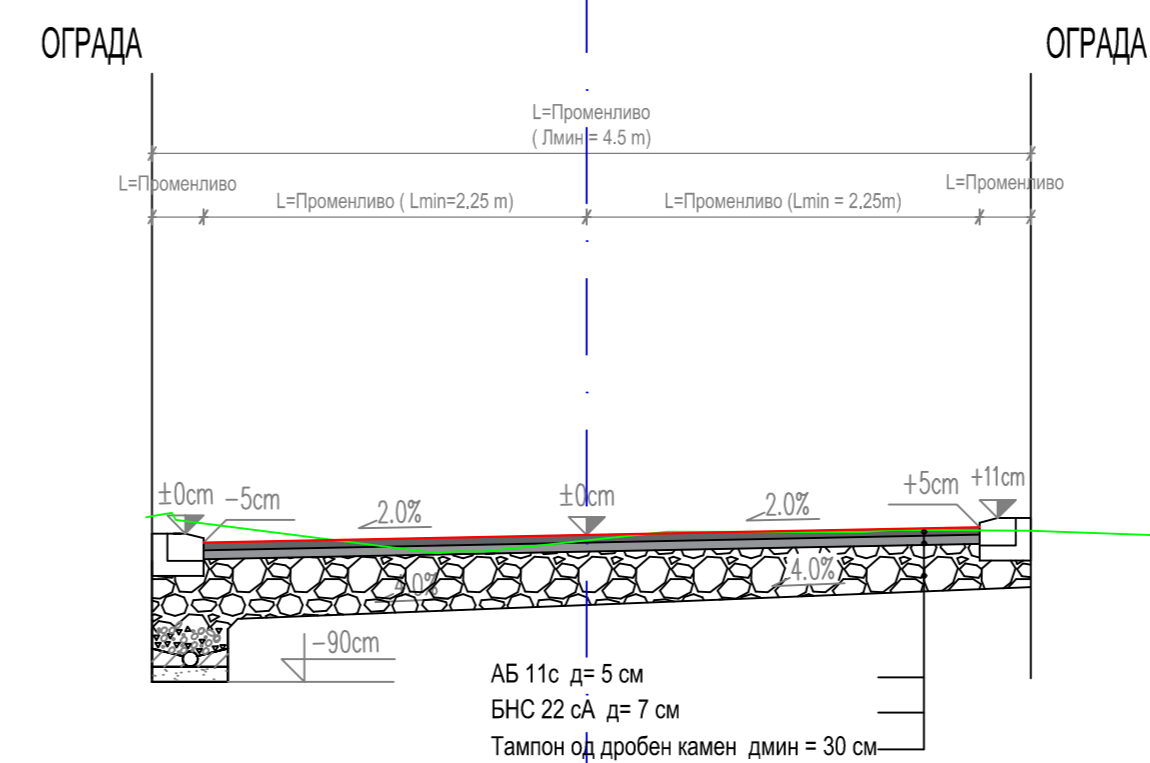 ОГРАДА
ОГРАДА
L=Променливо
( Лмин = 4.5 m)
L=Променливо
L=Променливо
L=Променливо ( Lmin=2,25 m)
L=Променливо (Lmin = 2,25m)
±0cm
-5cm
2.0%
±0cm
2.0%
+5cm
+11cm
4.0%
4.0%
-90cm
АБ 11с д= 5 см
БНС 22 сА д= 7 см
Тампон од дробен камен дмин = 30 см